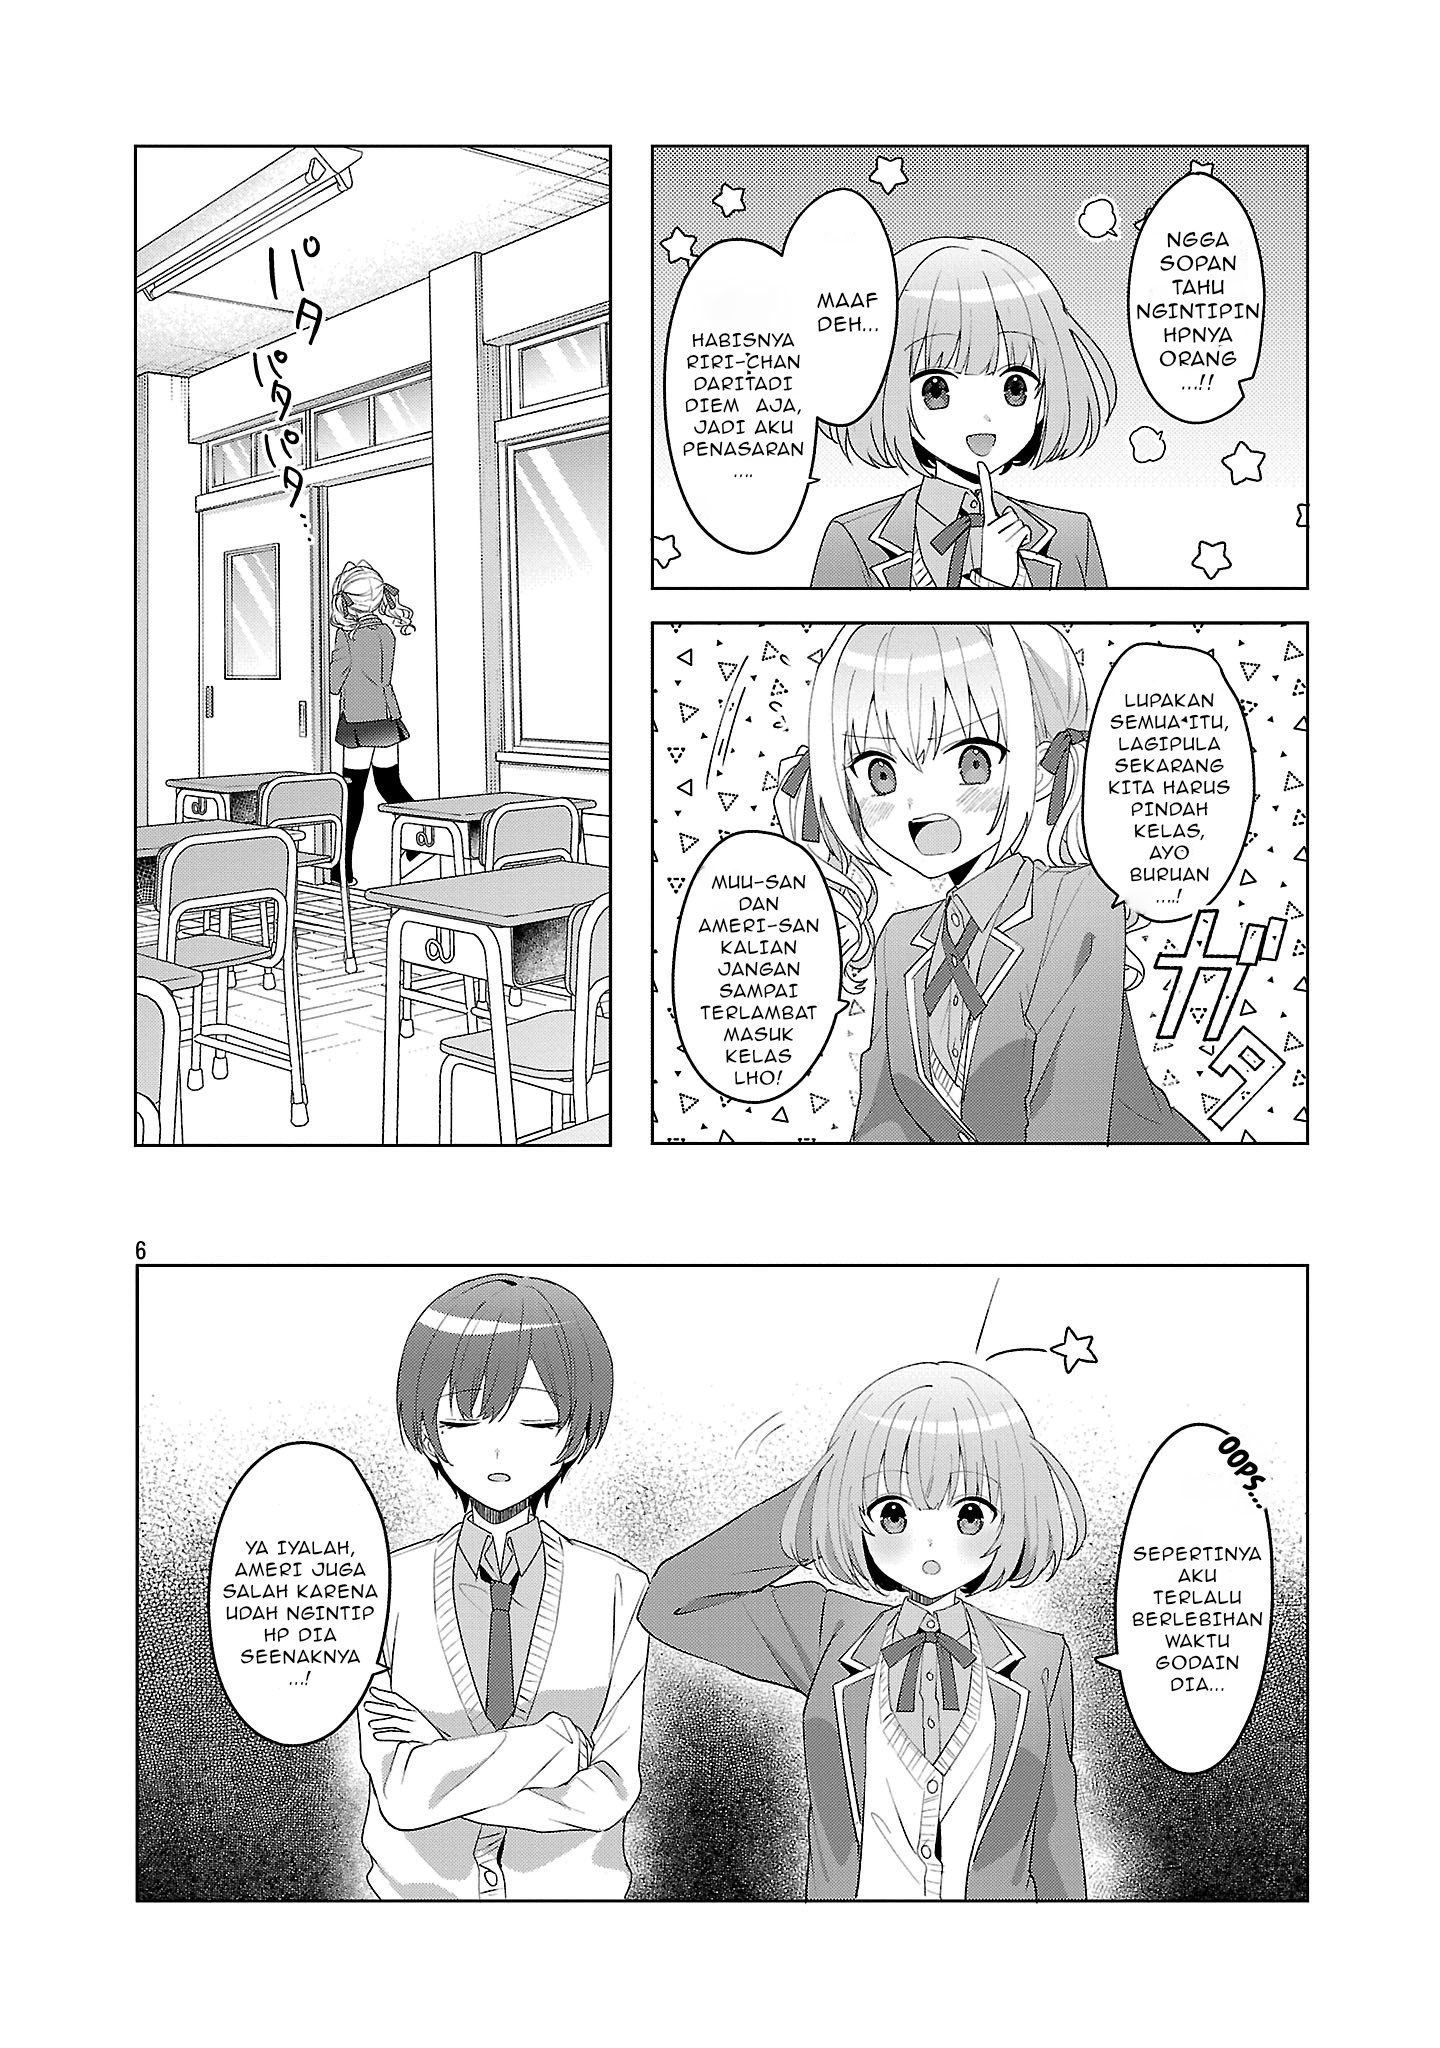 NGGA
SOPAN
TAHU
NGINTIPIN
HPNYA
ORANG
...!!
MAAF
DEH...
HABISNYA
RIRI-CHAN
DARITADI
DIEM AJA,
JADI AKU
PENASARAN
....
LUPAKAN
SEMUA ITU,
LAGIPULA
SEKARANG
KITA HARUS
PINDAH
KELAS,
AYO
BURUAN
....!
MUU-SAN
DAN
AMERI-SAN
KALIAN
JANGAN
SAMPAI
TERLAMBAT
MASUK
KELAS
LHO!
ガタ
パタ
パタパタ...
6
OOPS...
SEPERTINYA
AKU
TERLALU
BERLEBIHAN
WAKTU
GODAIN
DIA...
YA IYALAH,
AMERI JUGA
SALAH KARENA
UDAH NGINTIP
HP DIA
SEENAKNYA
...!